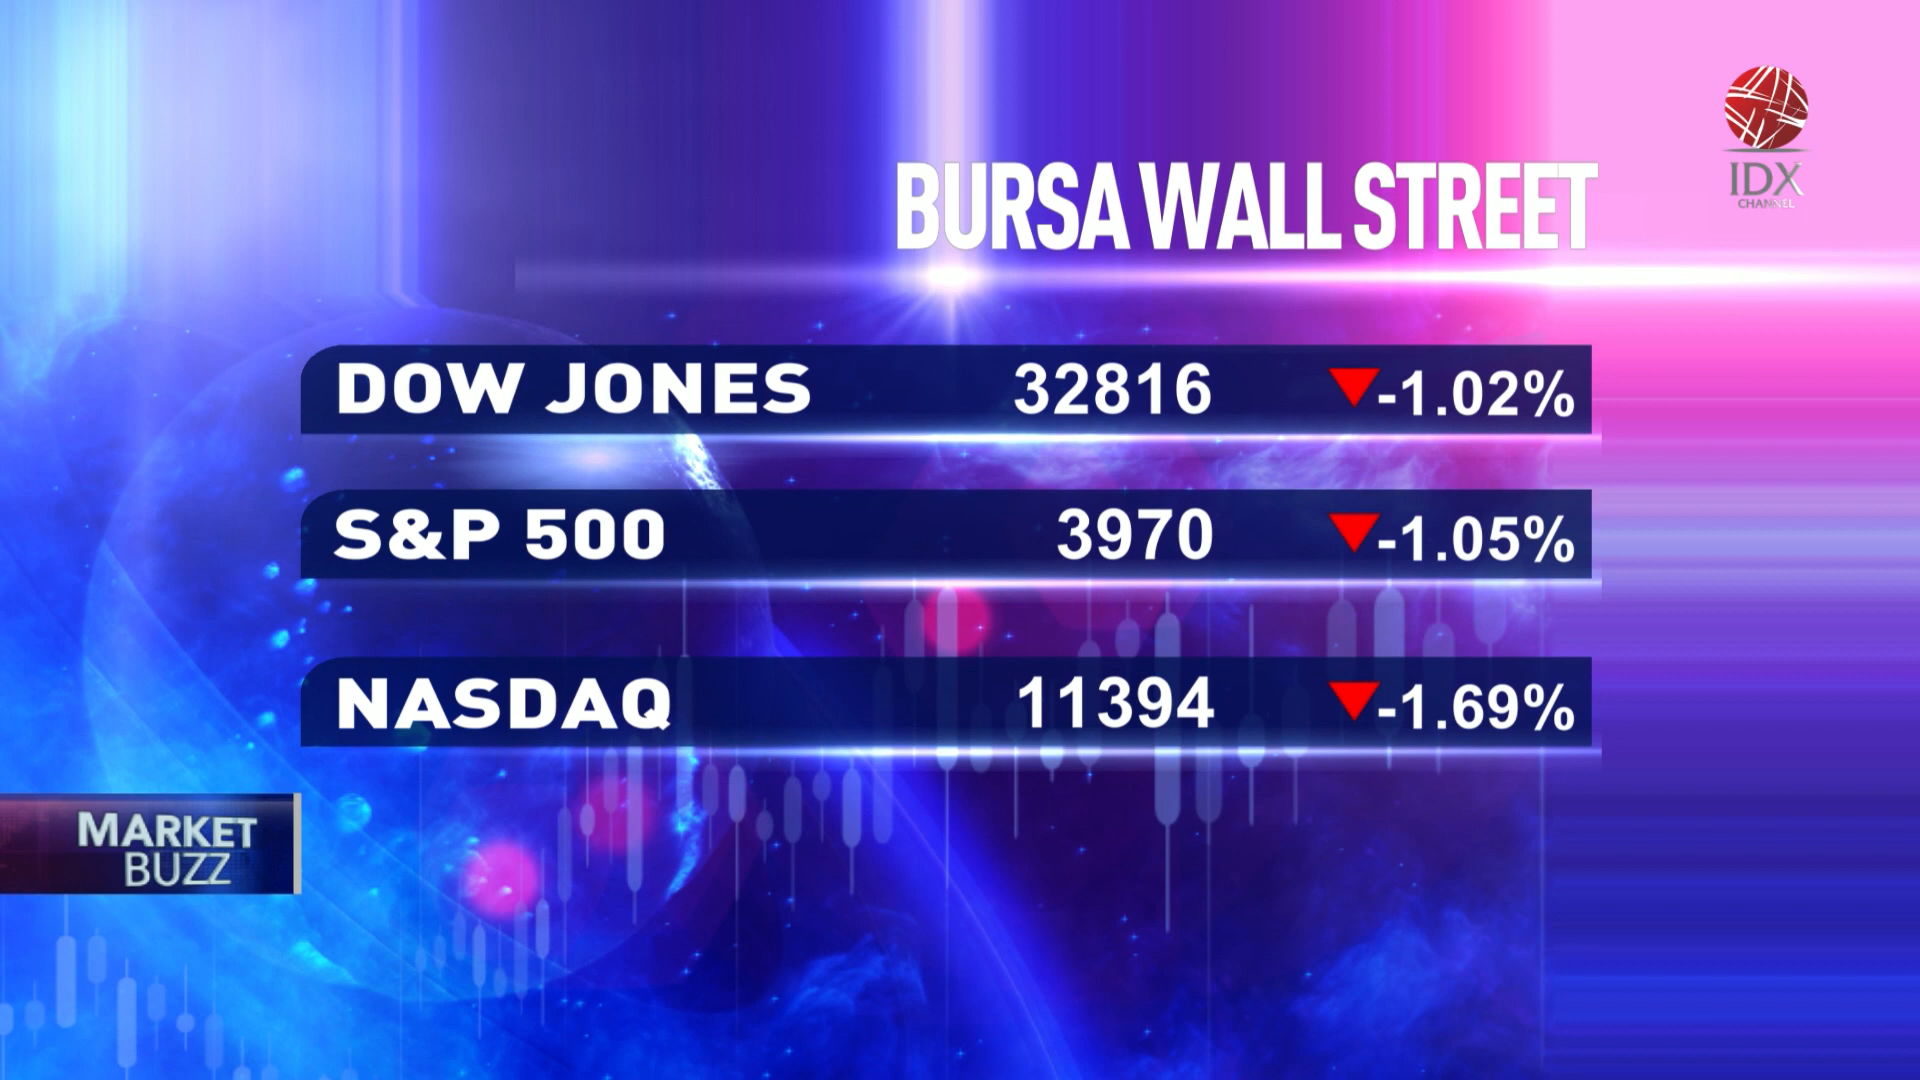 IDX
CHANNEL
BURSA WALL STREET
DOW JONES 32816 -1.02%
S&P 500 3970 -1.05%
NASDAQ 11394 -1.69%
MARKET
BUZZ